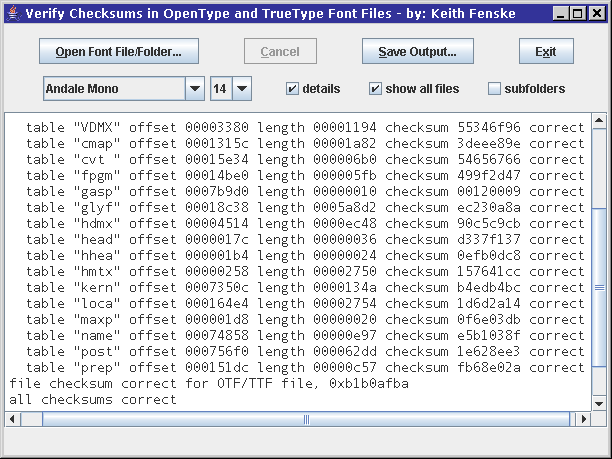 Verify Checksums in OpenType and TrueType Font Files - by: Keith Fenske
Open Font File/Folder... Cancel Save Output... Exit
Andale Mono 14 details show all files subfolders
table "VDMX" offset 00003380 length 00001194 checksum 55346f96 correct
table "cmap" offset 0001315c length 00001a82 checksum 3deee89e correct
table "cvt " offset 00015e34 length 000006b0 checksum 54656766 correct
table "fpgm" offset 00014be0 length 000005fb checksum 499f2d47 correct
table "gasp" offset 0007b9d0 length 00000010 checksum 00120009 correct
table "glyf" offset 00018c38 length 0005a8d2 checksum ec230a8a correct
table "hdmx" offset 00004514 length 0000ec48 checksum 90c5c9cb correct
table "head" offset 0000017c length 00000036 checksum d337f137 correct
table "hhea" offset 000001b4 length 00000024 checksum 0efb0dc8 correct
table "hmtx" offset 00000258 length 00002750 checksum 157641cc correct
table "kern" offset 0007350c length 0000134a checksum b4edb4bc correct
table "loca" offset 000164e4 length 00002754 checksum 1d6d2a14 correct
table "maxp" offset 000001d8 length 00000020 checksum 0f6e03db correct
table "name" offset 00074858 length 00000e97 checksum e5b1038f correct
table "post" offset 000756f0 length 000062dd checksum 1e628ee3 correct
table "prep" offset 000151dc length 00000c57 checksum fb68e02a correct
file checksum correct for OTF/TTF file, 0xb1b0afba
all checksums correct